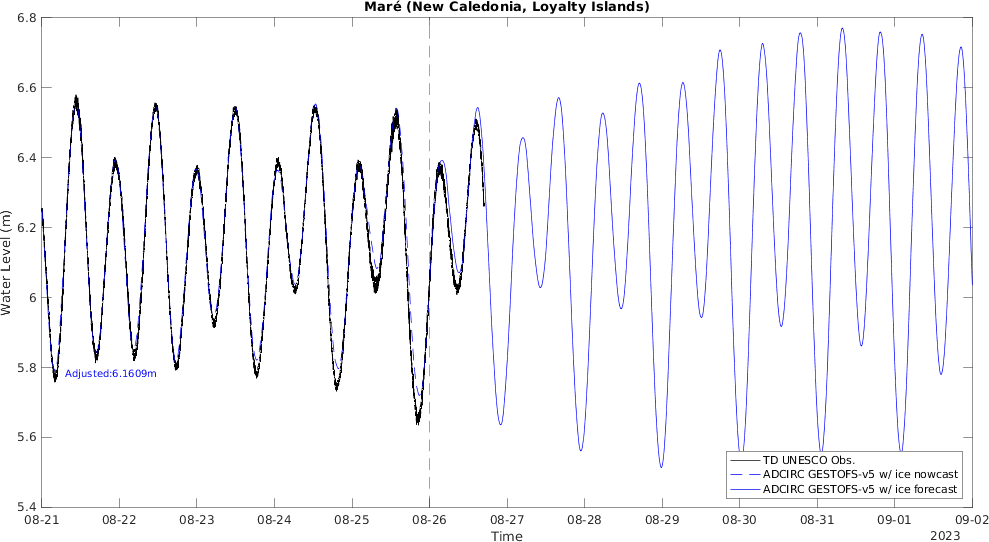 Maré (New Caledonia, Loyalty Islands)
6.8
6.6
6.4
6.2
6
5.8
5.6
5.4
Water Level (m)
Adjusted:6.1609m
TD UNESCO Obs.
ADCIRC GESTOFS-v5 w/ ice nowcast
ADCIRC GESTOFS-v5 w/ ice forecast
08-21 08-22 08-23 08-24 08-25 08-26 08-27 08-28 08-29 08-30 08-31 09-01 09-02
Time
2023